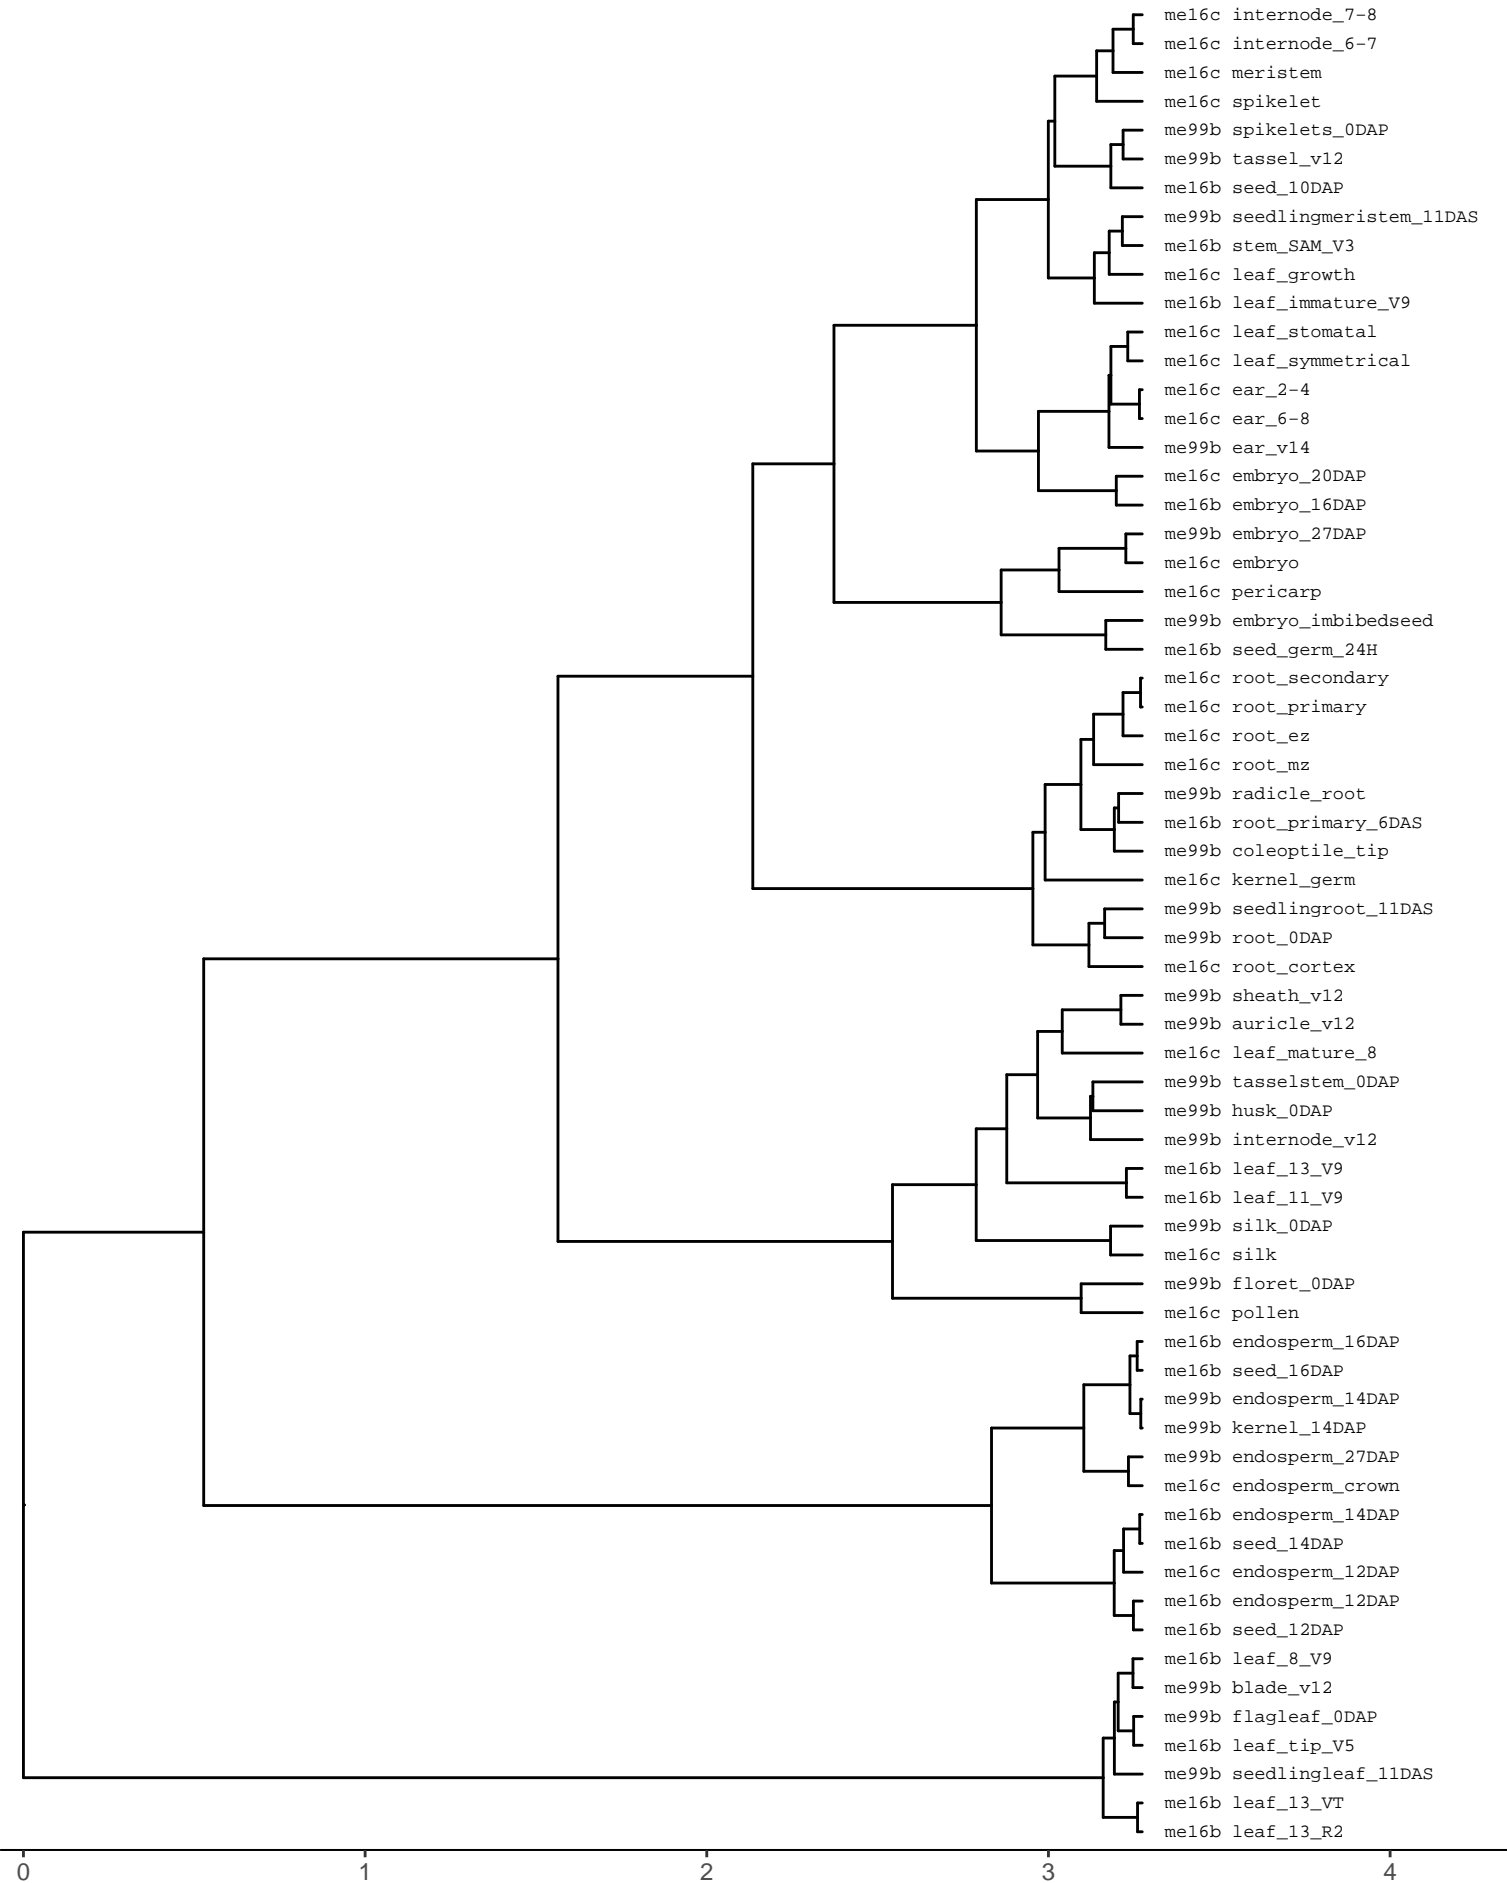 me16c internode_7-8
me16c internode_6-7
me16c meristem
me16c spikelet
me99b spikelets_0DAP
me99b tassel_v12
me16b seed_10DAP
me99b seedlingmeristem_11DAS
me16b stem_SAM_V3
me16c leaf_growth
me16b leaf_immature_V9
me16c leaf_stomatal
me16c leaf_symmetrical
me16c ear_2-4
me16c ear_6-8
me99b ear_v14
me16c embryo_20DAP
me16b embryo_16DAP
me99b embryo_27DAP
me16c embryo
me16c pericarp
me99b embryo_imbibedseed
me16b seed_germ_24H
me16c root_secondary
me16c root_primary
me16c root_ez
me16c root_mz
me99b radicle_root
me16b root_primary_6DAS
me99b coleoptile_tip
me16c kernel_germ
me99b seedlingroot_11DAS
me99b root_0DAP
me16c root_cortex
me99b sheath_v12
me99b auricle_v12
me16c leaf_mature_8
me99b tasselstem_0DAP
me99b husk_0DAP
me99b internode_v12
me16b leaf_13_V9
me16b leaf_11_V9
me99b silk_0DAP
me16c silk
me99b floret_0DAP
me16c pollen
me16b endosperm_16DAP
me16b seed_16DAP
me99b endosperm_14DAP
me99b kernel_14DAP
me99b endosperm_27DAP
me16c endosperm_crown
me16b endosperm_14DAP
me16b seed_14DAP
me16c endosperm_12DAP
me16b endosperm_12DAP
me16b seed_12DAP
me16b leaf_8_V9
me99b blade_v12
me99b flagleaf_0DAP
me16b leaf_tip_V5
me99b seedlingleaf_11DAS
me16b leaf_13_VT
me16b leaf_13_R2
0 1 2 3 4